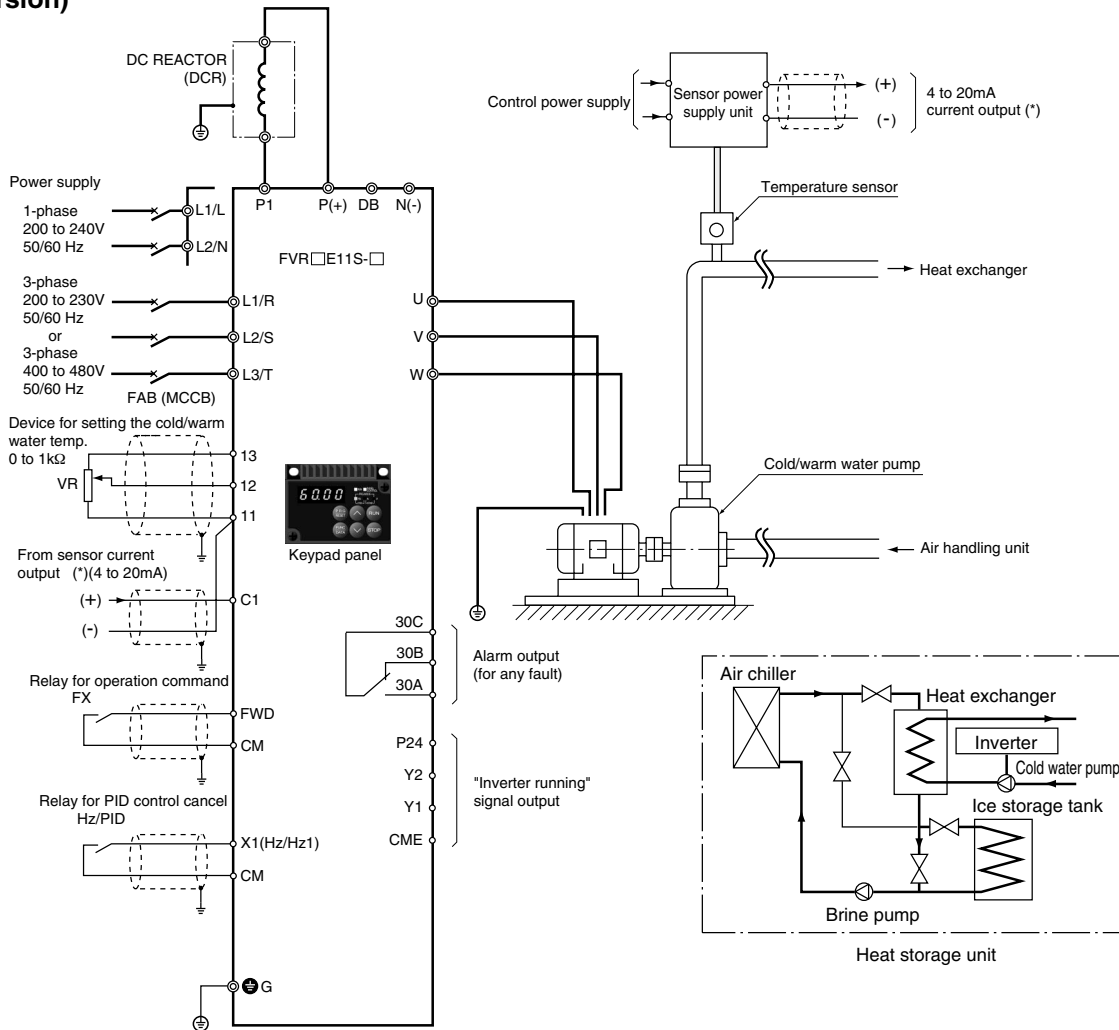 rsion)
DC REACTOR
(DCR)
Control power supply
Sensor power
supply unit
(+)
(-)
4 to 20mA
current output (*)
Power supply
1-phase
200 to 240V
50/60 Hz
L1/L
L2/N
P1
P(+)
DB
N(-)
Temperature sensor
FVR□E11S-□
Heat exchanger
3-phase
200 to 230V
50/60 Hz
or
3-phase
400 to 480V
50/60 Hz
L1/R
L2/S
L3/T
FAB (MCCB)
U
V
W
Device for setting the cold/warm
water temp.
0 to 1kΩ
VR
13
12
11
60.00
RUN
STOP
Keypad panel
Cold/warm water pump
Air handling unit
From sensor current
output (*)(4 to 20mA)
(+)
(-)
C1
30C
30B
30A
Alarm output
(for any fault)
Relay for operation command
FX
FWD
CM
P24
Y2
Y1
CME
"Inverter running"
signal output
Relay for PID control cancel
Hz/PID
X1(Hz/Hz1)
CM
G
Air chiller
Heat exchanger
Inverter
Cold water pump
Ice storage tank
Brine pump
Heat storage unit